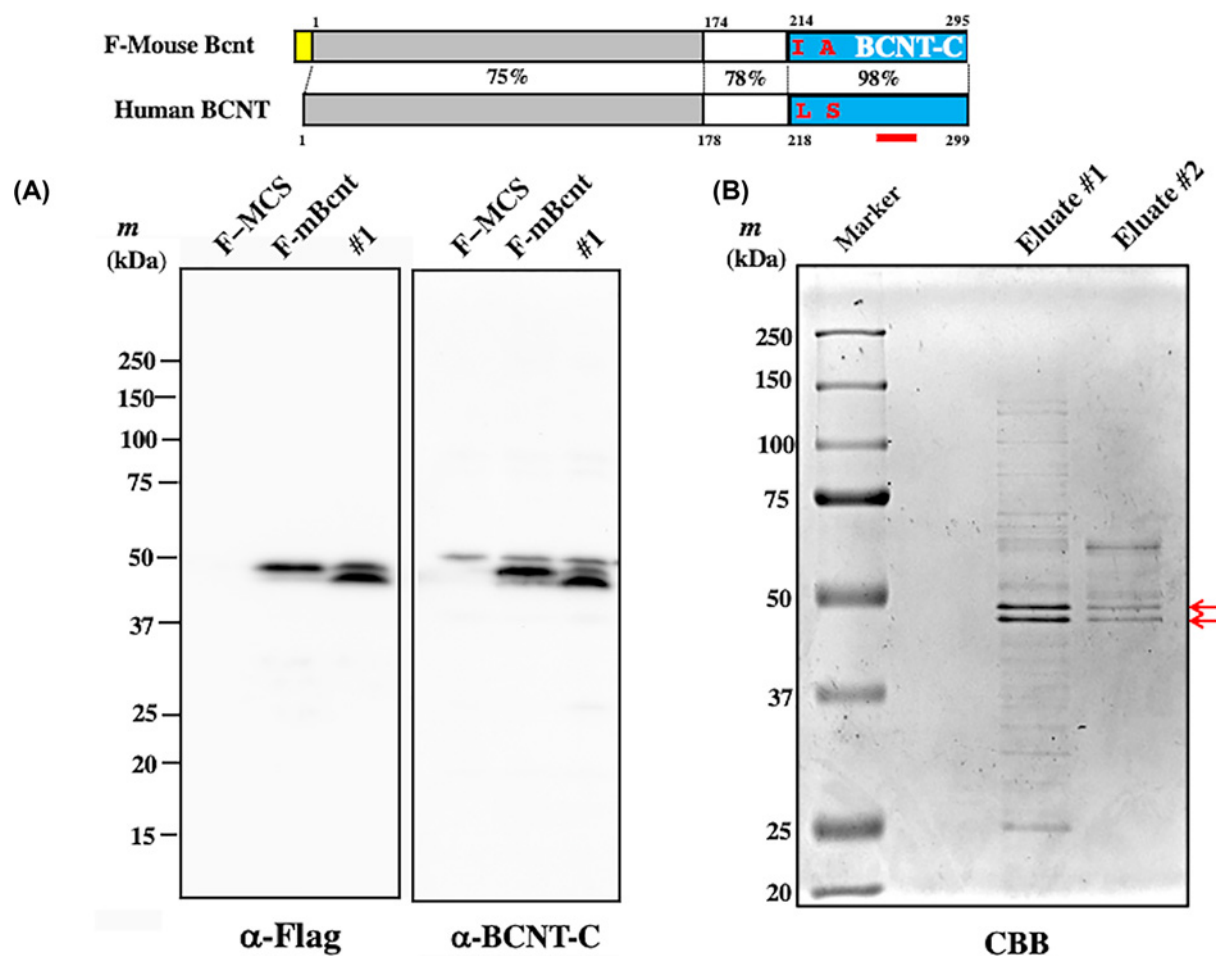 1 174 214 295
F-Mouse Bcnt I A BCNT-C
75% 78% 98%
Human BCNT L S
1 178 218 299
(A) (B)
F–MCS F-mBcnt #1 F–MCS F-mBcnt #1 Marker Eluate #1 Eluate #2
m
(kDa)
250
150
100
75
50
37
25
20
15
α-Flag α-BCNT-C
m
(kDa)
250
150
100
75
50
37
25
20
CBB